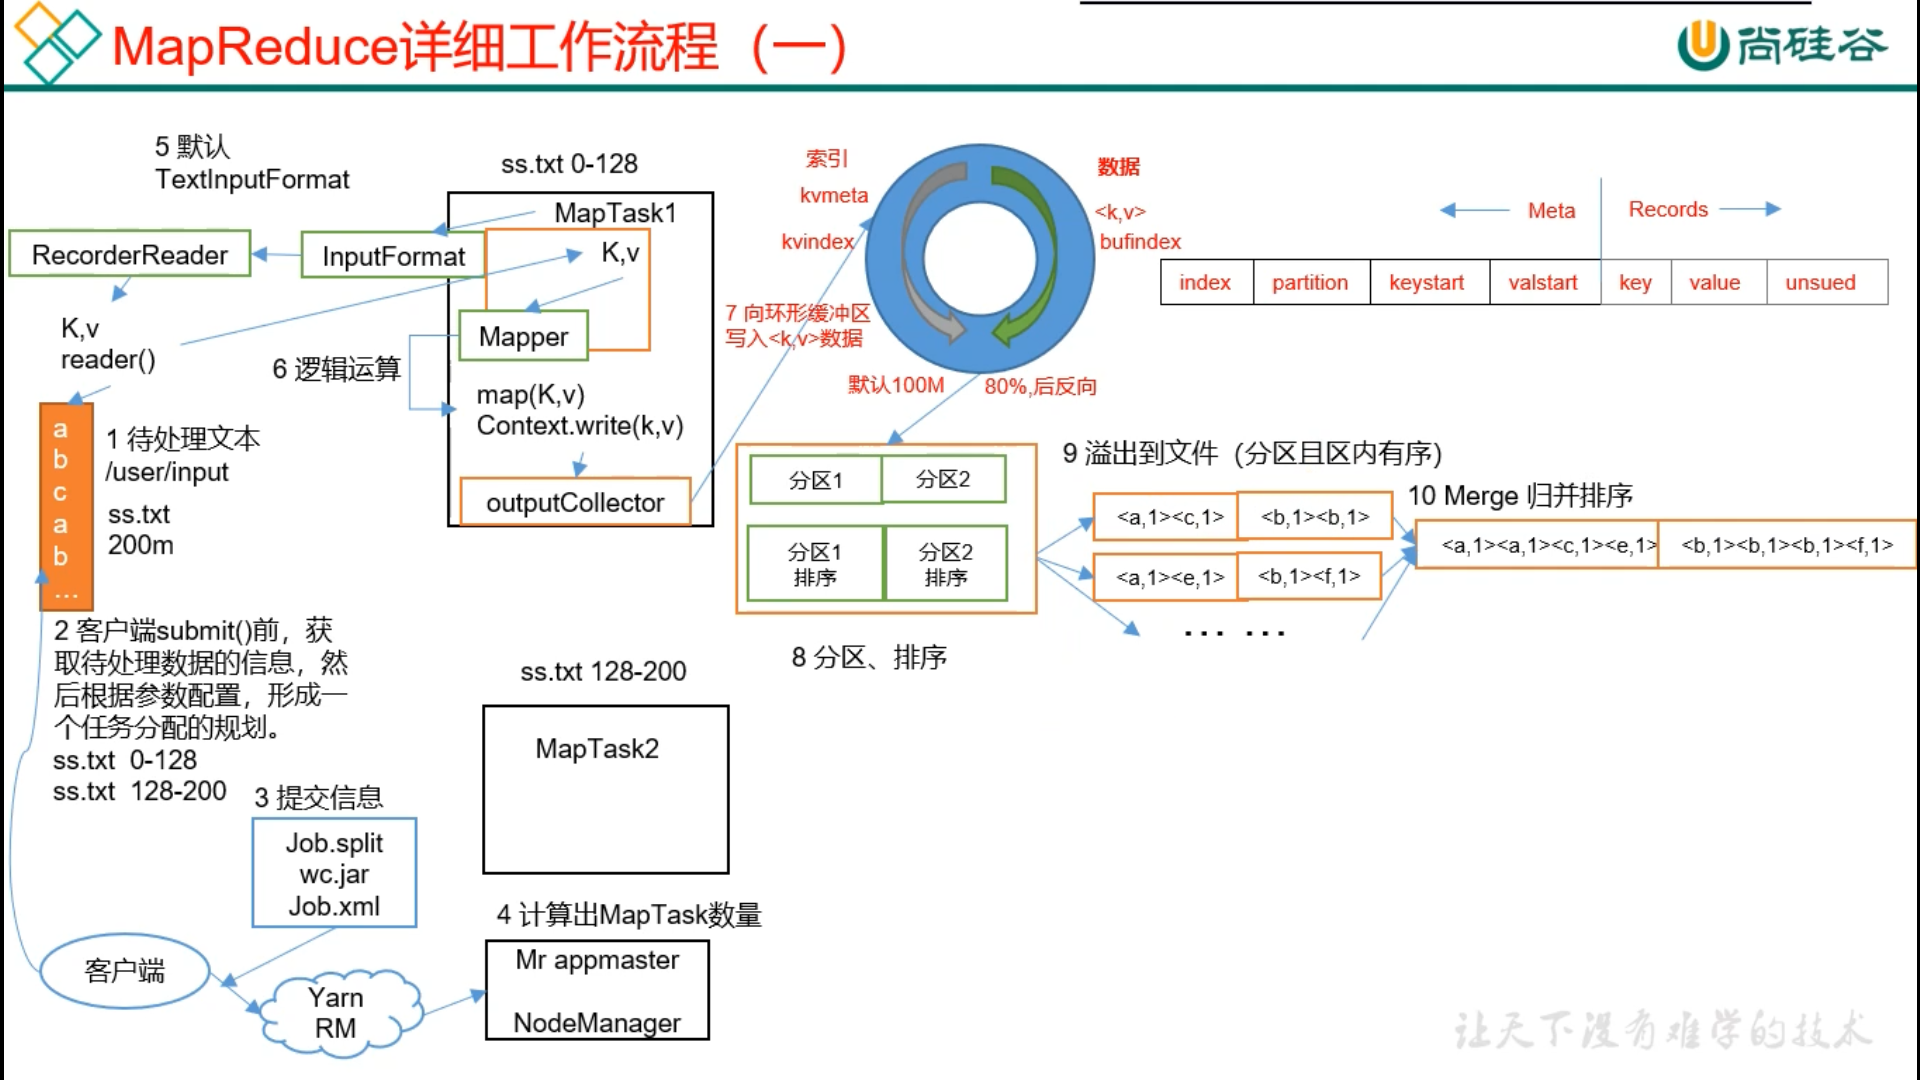 MapReduce详细工作流程（一）
尚硅谷
5 默认
TextInputFormat
RecorderReader
InputFormat
K,v
reader()
a
b
c
a
b
...
1 待处理文本
/user/input
ss.txt
200m
2 客户端submit()前，获
取待处理数据的信息，然
后根据参数配置，形成一
个任务分配的规划。
ss.txt 0-128
ss.txt 128-200
3 提交信息
Job.split
wc.jar
Job.xml
客户端
Yarn
RM
4 计算出MapTask数量
Mr appmaster
NodeManager
ss.txt 0-128
MapTask1
K,v
Mapper
6 逻辑运算
map(K,v)
Context.write(k,v)
outputCollector
ss.txt 128-200
MapTask2
索引
kvmeta
kvindex
数据
<k,v>
bufindex
7 向环形缓冲区
写入<k,v>数据
默认100M
80%,后反向
Meta
Records
index
partition
keystart
valstart
key
value
unsued
分区1
分区2
分区1
排序
分区2
排序
8 分区、排序
9 溢出到文件（分区且区内有序）
<a,1><c,1>
<b,1><b,1>
<a,1><e,1>
<b,1><f,1>
... ...
10 Merge 归并排序
<a,1><a,1><c,1><e,1>
<b,1><b,1><b,1><f,1>
让天下没有难学的技术